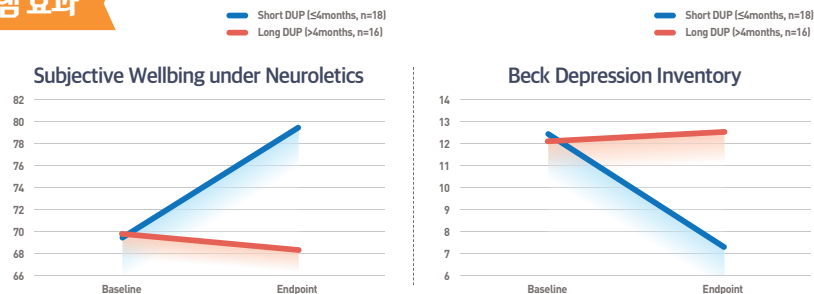 효과
Short DUP (≤4months, n=18)
Long DUP (>4months, n=16)
Subjective Wellbing under Neuroletics
82
80
78
76
74
72
70
68
66
Baseline
Endpoint
Short DUP (≤4months, n=18)
Long DUP (>4months, n=16)
Beck Depression Inventory
14
13
12
11
10
9
8
7
6
Baseline
Endpoint